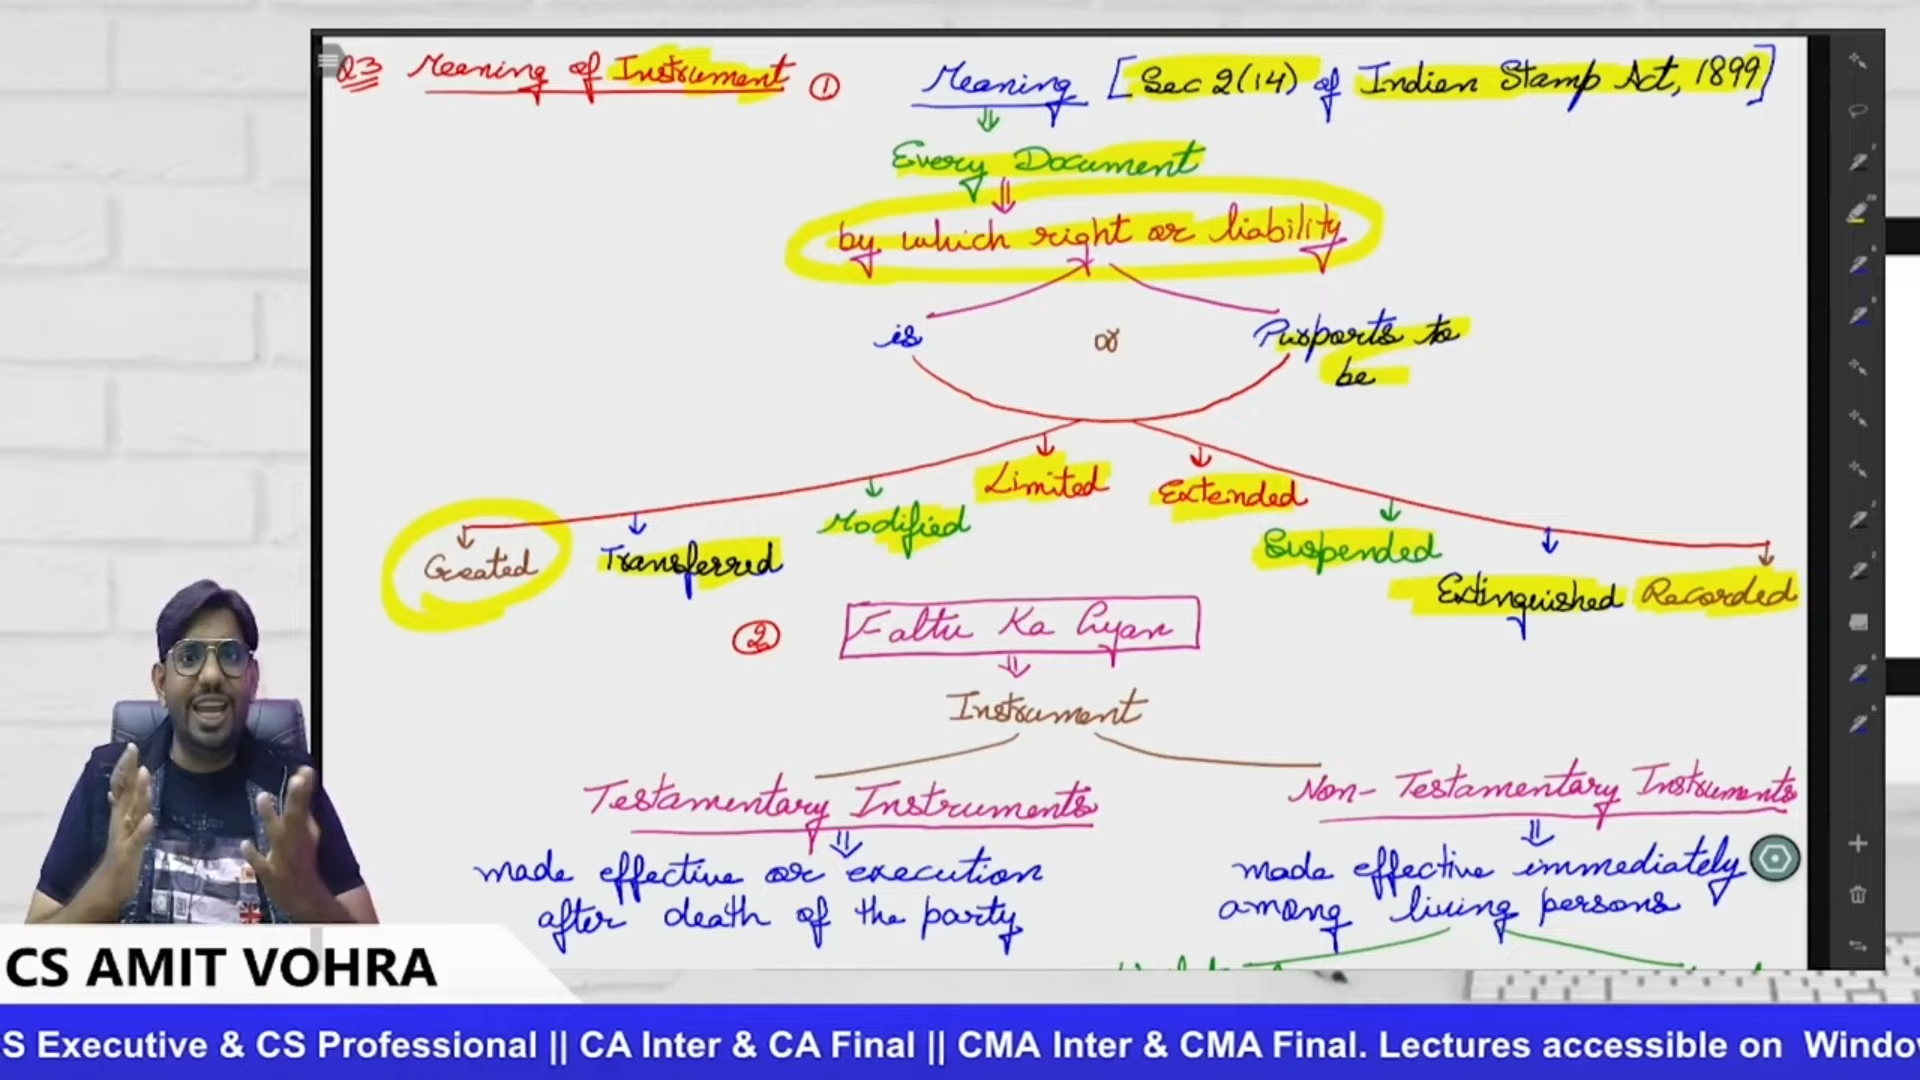 Q3 Meaning of Instrument ① Meaning [Sec 2(14) of Indian Stamp Act, 1899]
Every Document
by which right or liability
is or Purports to
be
Limited Extended
Created Transferred Modified Suspended Extinguished Recorded
② Faltu Ka Gyan
Instrument
Testamentary Instruments Non-Testamentary Instruments
made effective or execution made effective immediately
after death of the party among living persons
CS AMIT VOHRA
S Executive & CS Professional || CA Inter & CA Final || CMA Inter & CMA Final. Lectures accessible on Windo